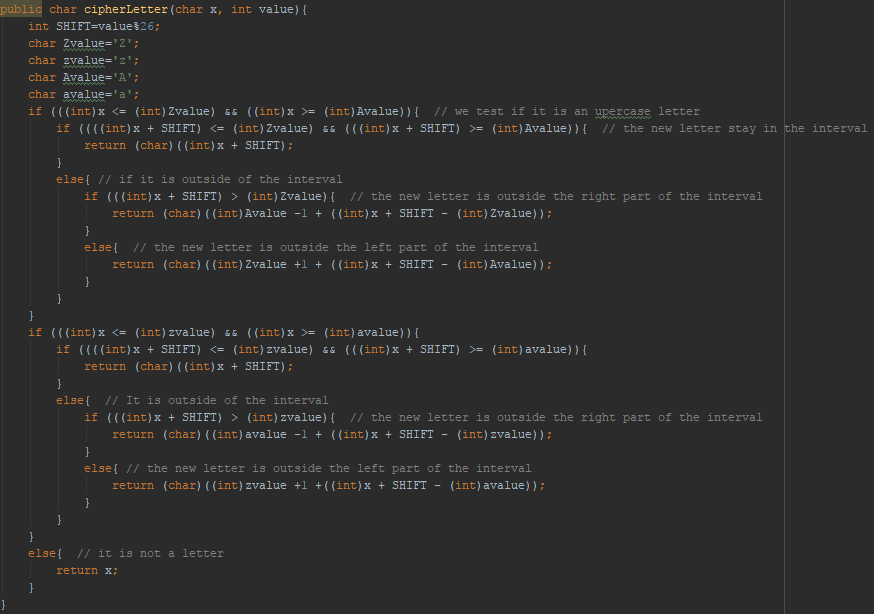 public char cipherLetter(char x, int value){
    int SHIFT=value%26;
    char Zvalue='Z';
    char zvalue='z';
    char Avalue='A';
    char avalue='a';
    if (((int)x <= (int)Zvalue) && ((int)x >= (int)Avalue)){  // we test if it is an upercase letter
        if ((((int)x + SHIFT) <= (int)Zvalue) && (((int)x + SHIFT) >= (int)Avalue)){  // the new letter stay in the interval
            return (char)((int)x + SHIFT);
        }
        else{ // if it is outside of the interval
            if (((int)x + SHIFT) > (int)Zvalue){  // the new letter is outside the right part of the interval
                return (char)((int)Avalue -1 + ((int)x + SHIFT - (int)Zvalue));
            }
            else{  // the new letter is outside the left part of the interval
                return (char)((int)Zvalue +1 + ((int)x + SHIFT - (int)Avalue));
            }
        }
    }
    if (((int)x <= (int)zvalue) && ((int)x >= (int)avalue)){
        if ((((int)x + SHIFT) <= (int)zvalue) && (((int)x + SHIFT) >= (int)avalue)){
            return (char)((int)x + SHIFT);
        }
        else{  // It is outside of the interval
            if (((int)x + SHIFT) > (int)zvalue){  // the new letter is outside the right part of the interval
                return (char)((int)avalue -1 + ((int)x + SHIFT - (int)zvalue));
            }
            else{ // the new letter is outside the left part of the interval
                return (char)((int)zvalue +1 +((int)x + SHIFT - (int)avalue));
            }
        }
    }
    else{  // it is not a letter
        return x;
    }
}